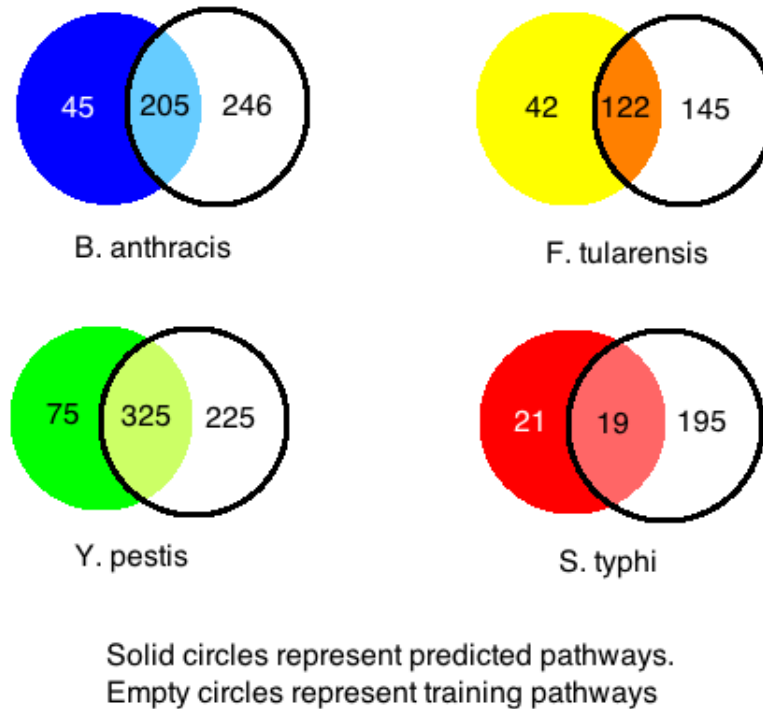 45 205 246
42 122 145
B. anthracis
F. tularensis
75 325 225
21 19 195
Y. pestis
S. typhi
Solid circles represent predicted pathways.
Empty circles represent training pathways